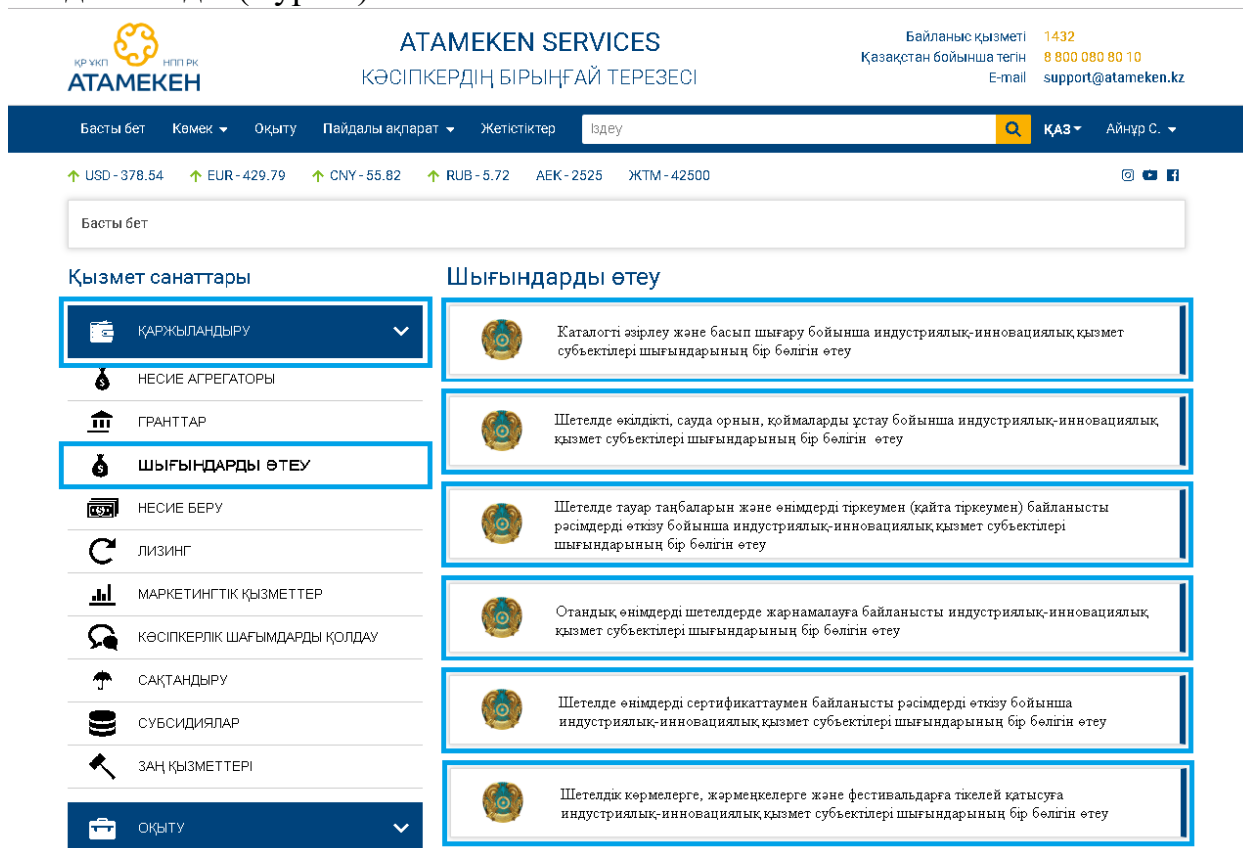 ҚР ҰКП НПП РК
АТАМЕКЕН
ATAMEKEN SERVICES
КӘСІПКЕРДІҢ БІРЫҢҒАЙ ТЕРЕЗЕСІ
Байланыс қызметі 1432
Қазақстан бойынша тегін 8 800 080 80 10
E-mail support@atameken.kz
Басты бет Көмек Оқыту Пайдалы ақпарат Жетістіктер Іздеу ҚАЗ Айнұр С.
USD - 378.54 EUR - 429.79 CNY - 55.82 RUB - 5.72 АЕК - 2525 ЖТМ - 42500
Басты бет
Қызмет санаттары
ҚАРЖЫЛАНДЫРУ
НЕСИЕ АГРЕГАТОРЫ
ГРАНТТАР
ШЫҒЫНДАРДЫ ӨТЕУ
НЕСИЕ БЕРУ
ЛИЗИНГ
МАРКЕТИНГТІК ҚЫЗМЕТТЕР
КӘСІПКЕРЛІК ШАҒЫМДАРДЫ ҚОЛДАУ
САҚТАНДЫРУ
СУБСИДИЯЛАР
ЗАҢ ҚЫЗМЕТТЕРІ
ОҚЫТУ
Шығындарды өтеу
Каталогті әзірлеу және басып шығару бойынша индустриялық-инновациялық қызмет
субъектілері шығындарының бір бөлігін өтеу
Шетелде өкілдікті, сауда орнын, қоймаларды ұстау бойынша индустриялық-инновациялық
қызмет субъектілері шығындарының бір бөлігін өтеу
Шетелде тауар таңбаларын және өнімдерді тіркеумен (қайта тіркеумен) байланысты
рәсімдерді өткізу бойынша индустриялық-инновациялық қызмет субъектілері
шығындарының бір бөлігін өтеу
Отандық өнімдерді шетелдерде жарнамалауға байланысты индустриялық-инновациялық
қызмет субъектілері шығындарының бір бөлігін өтеу
Шетелде өнімдерді сертификаттаумен байланысты рәсімдерді өткізу бойынша
индустриялық-инновациялық қызмет субъектілері шығындарының бір бөлігін өтеу
Шетелдік көрмелерге, жәрмеңкелерге және фестивальдарға тікелей қатысуға
индустриялық-инновациялық қызмет субъектілері шығындарының бір бөлігін өтеу